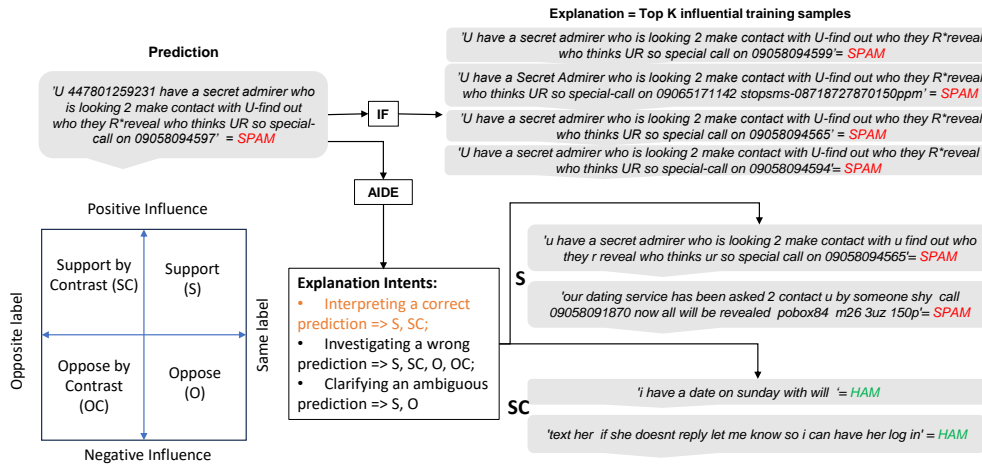 Explanation = Top K influential training samples
'U have a secret admirer who is looking 2 make contact with U-find out who they R*reveal
who thinks UR so special call on 09058094599'= SPAM
Prediction
'U have a Secret Admirer who is looking 2 make contact with U-find out who they R*reveal
who thinks UR so special-call on 09065171142 stopsms-08718727870150ppm' = SPAM
'U 447801259231 have a secret admirer who
is looking 2 make contact with U-find out
who they R*reveal who thinks UR so special-
call on 09058094597' = SPAM
IF
'U have a secret admirer who is looking 2 make contact with U-find out who they R*reveal
who thinks UR so special call on 09058094565' = SPAM
'U have a secret admirer who is looking 2 make contact with U-find out who they R*reveal
who thinks UR so special-call on 09058094594'= SPAM
AIDE
Positive Influence
Opposite label
Support by
Contrast (SC)
Support
(S)
Oppose by
Contrast
(OC)
Oppose
(O)
Same label
Negative Influence
Explanation Intents:
• Interpreting a correct
prediction => S, SC;
• Investigating a wrong
prediction => S, SC, O, OC;
• Clarifying an ambiguous
prediction => S, O
S
'u have a secret admirer who is looking 2 make contact with u find out who
they r reveal who thinks ur so special call on 09058094565'= SPAM
'our dating service has been asked 2 contact u by someone shy call
09058091870 now all will be revealed pobox84 m26 3uz 150p'= SPAM
SC
'i have a date on sunday with will '= HAM
'text her if she doesnt reply let me know so i can have her log in' = HAM